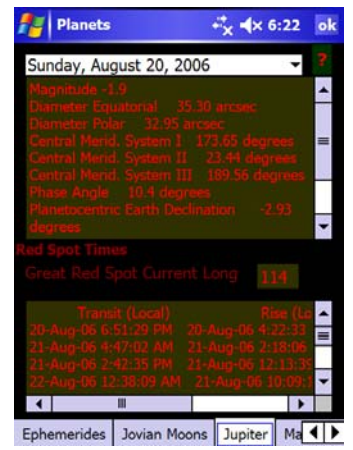 Planets 6:22 ok
Sunday, August 20, 2006 ?
Magnitude -1.9
Diameter Equatorial 35.30 arcsec
Diameter Polar 32.95 arcsec
Central Merid. System I 173.65 degrees
Central Merid. System II 23.44 degrees
Central Merid. System III 189.56 degrees
Phase Angle 10.4 degrees
Planetocentric Earth Declination -2.93
degrees
Red Spot Times
Great Red Spot Current Long 114
Transit (Local) Rise (Lo
20-Aug-06 6:51:29 PM 20-Aug-06 4:22:33
21-Aug-06 4:47:02 AM 21-Aug-06 2:18:06
21-Aug-06 2:42:35 PM 21-Aug-06 12:13:39
22-Aug-06 12:38:09 AM 21-Aug-06 10:09:1
Ephemerides Jovian Moons Jupiter Ma